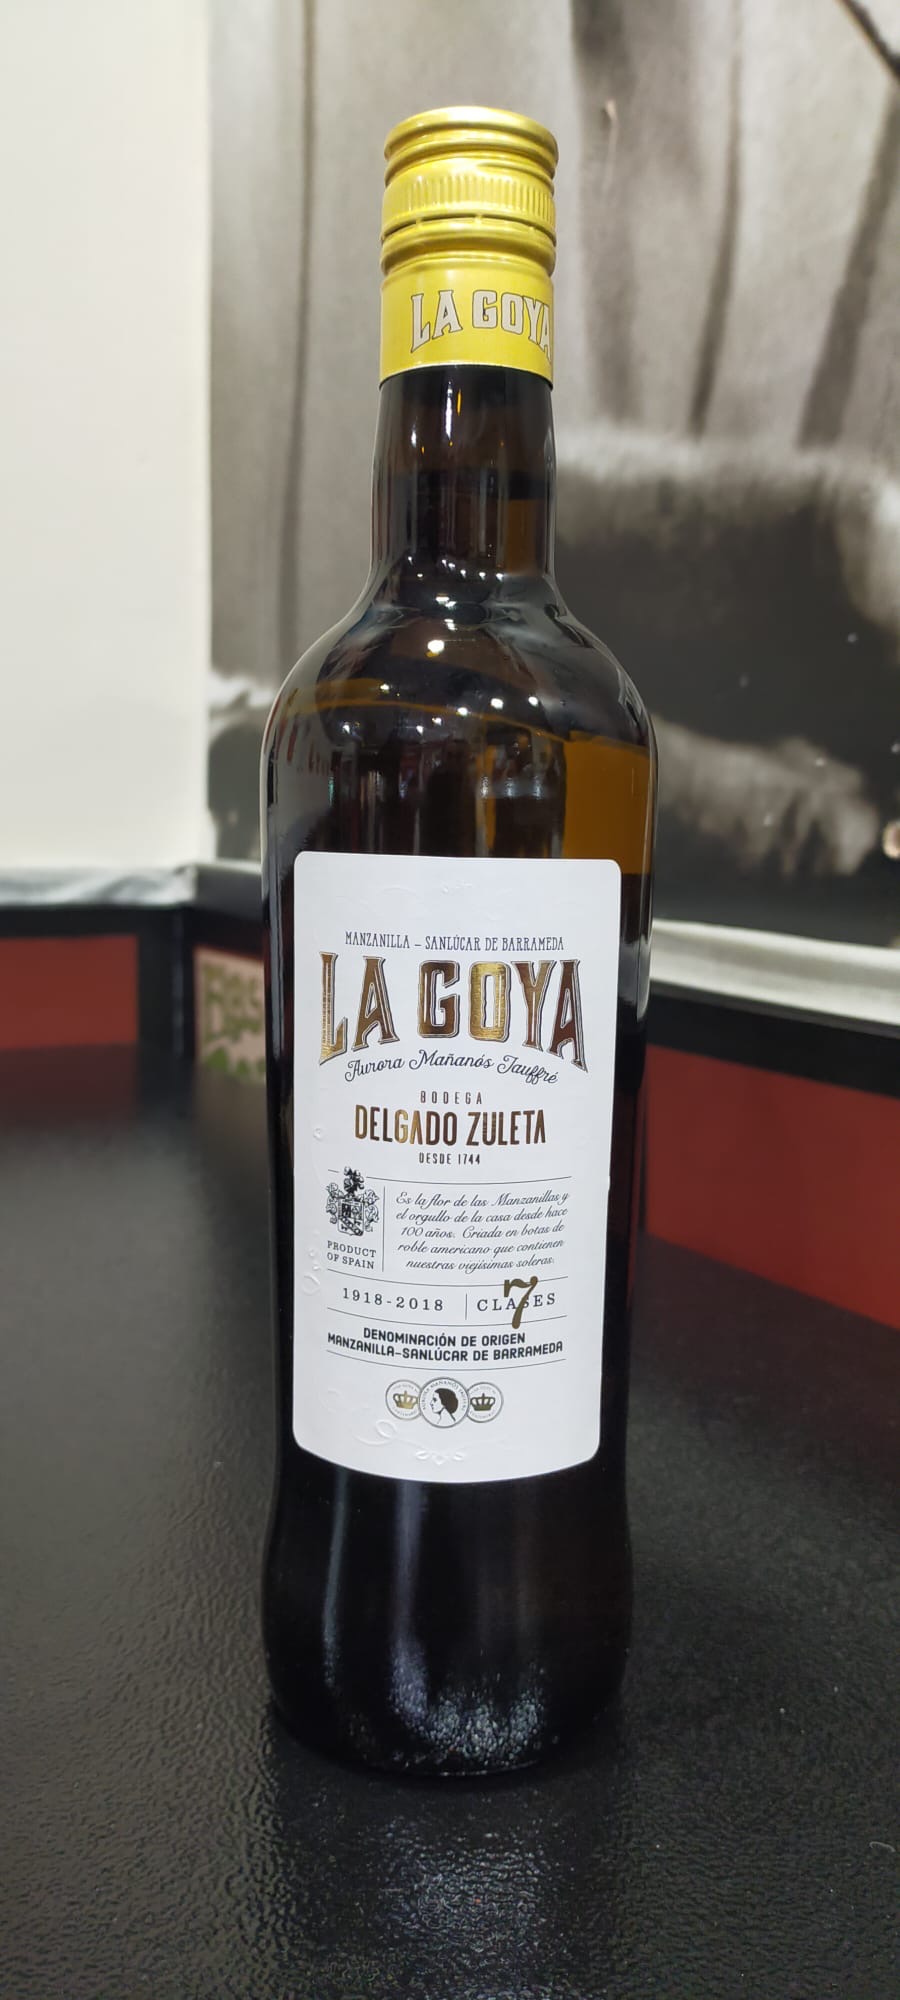 LA GOYA
MANZANILLA – SANLÚCAR DE BARRAMEDA
LA GOYA
Aurora Mañanós Jauffré
BODEGA
DELGADO ZULETA
DESDE 1744
Es la flor de las Manzanillas y
el orgullo de la casa desde hace
100 años. Criada en botas de
roble americano que contienen
nuestras viejísimas soleras.
PRODUCT
OF SPAIN
1918-2018
7
CLASES
DENOMINACIÓN DE ORIGEN
MANZANILLA-SANLÚCAR DE BARRAMEDA